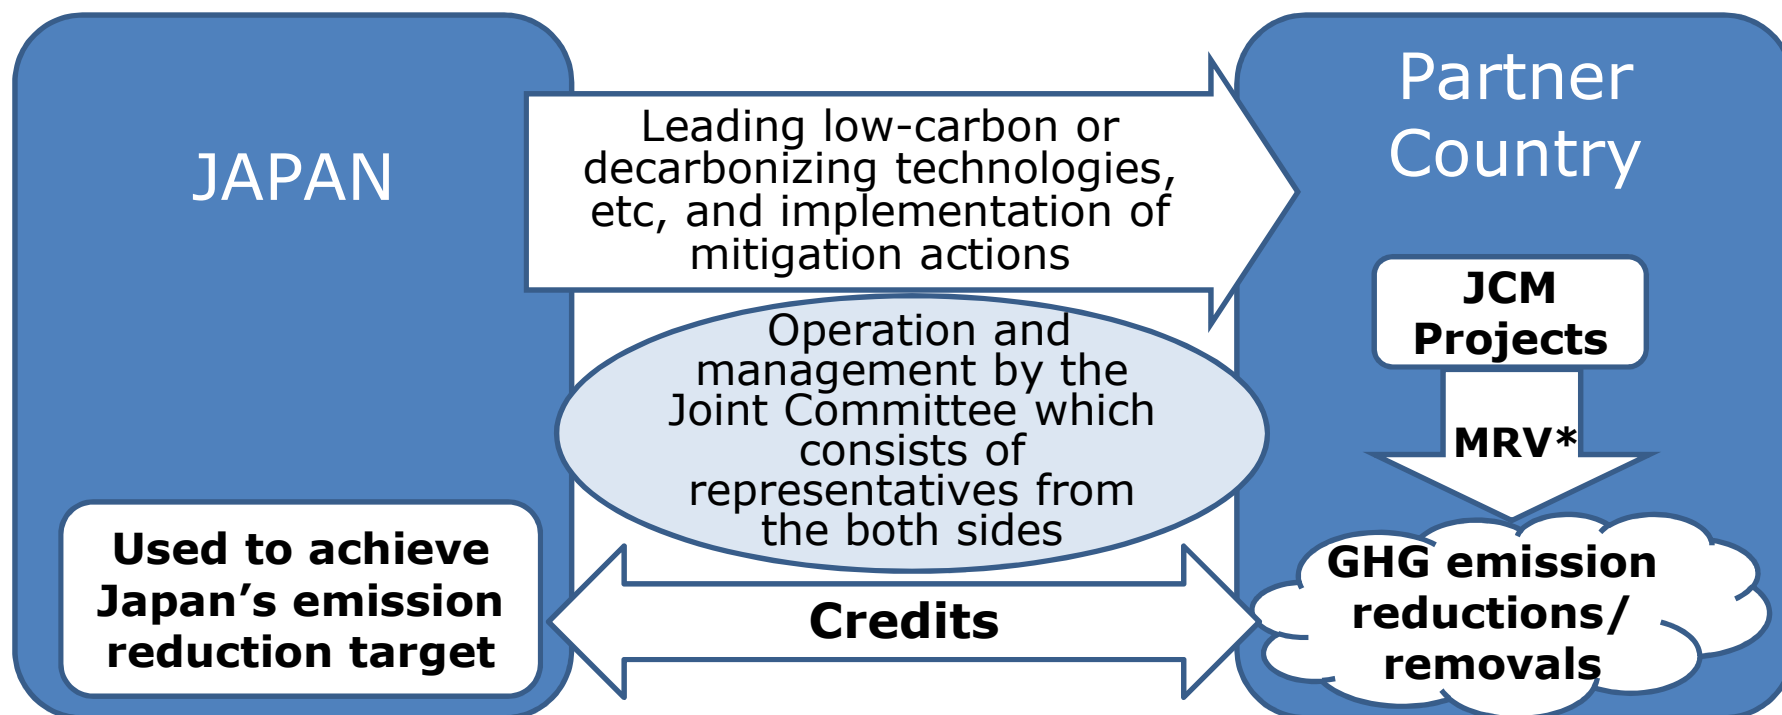 JAPAN
Leading low-carbon or
decarbonizing technologies,
etc, and implementation of
mitigation actions
Partner
Country
JCM
Projects
MRV*
Operation and
management by the
Joint Committee which
consists of
representatives from
the both sides
Used to achieve
Japan’s emission
reduction target
Credits
GHG emission
reductions/
removals